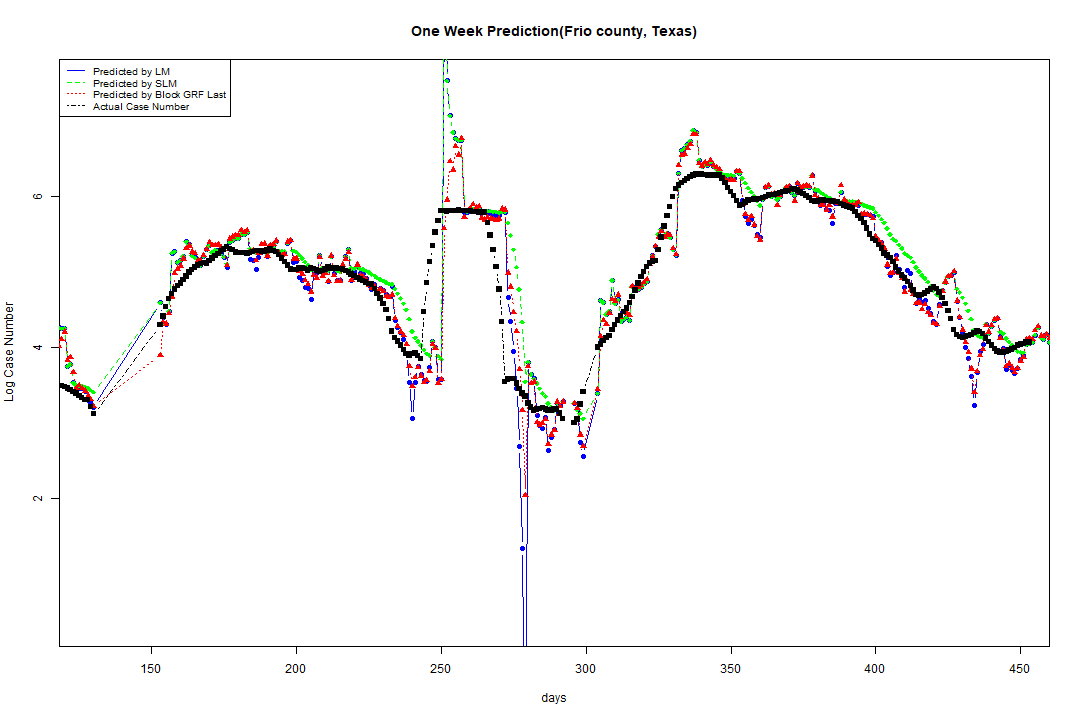 One Week Prediction(Frio county, Texas)
Predicted by LM
Predicted by SLM
Predicted by Block GRF Last
Actual Case Number
6
4
2
Log Case Number
150 200 250 300 350 400 450
days